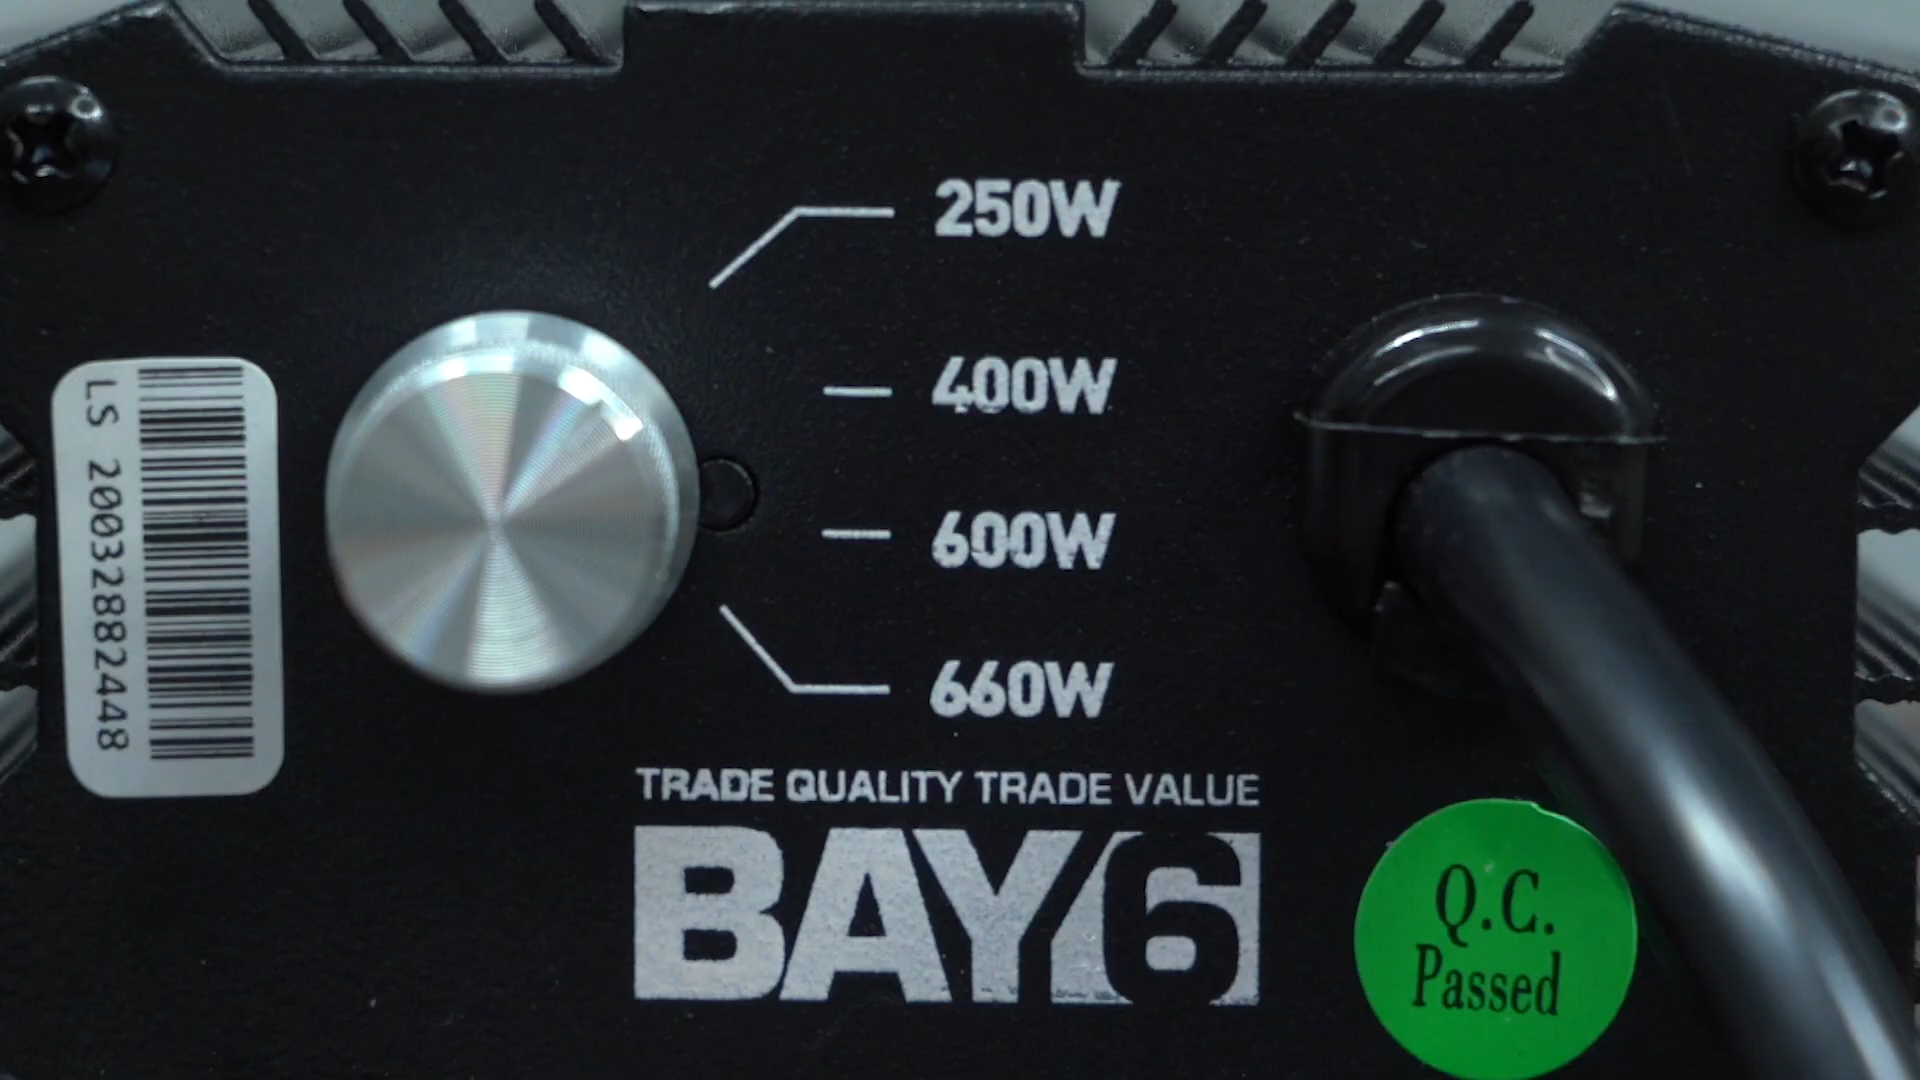 250W
400W
600W
660W
LS 20032882448
TRADE QUALITY TRADE VALUE
BAY6
Q.C.
Passed